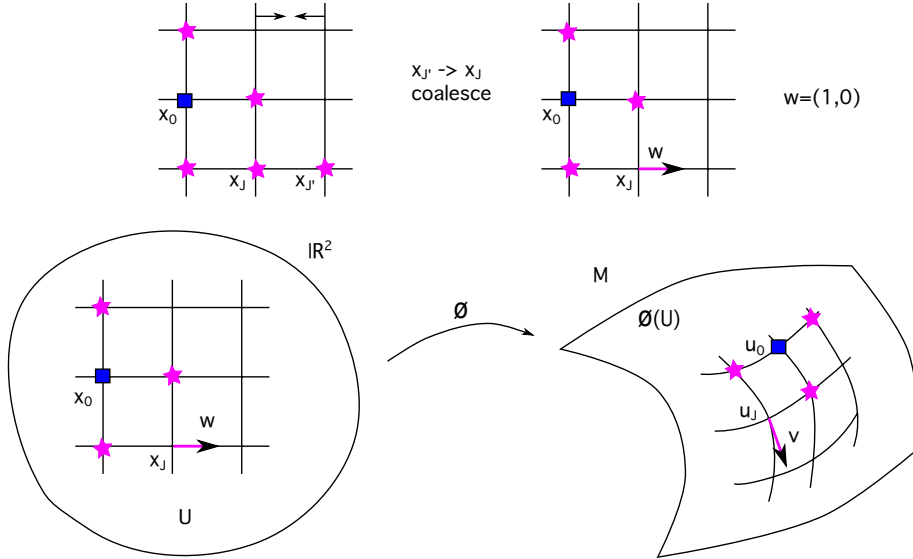 x₀
x_J
x_J'
x_J' -> x_J
coalesce
x₀
w
x_J
w=(1,0)
IR²
x₀
w
x_J
U
ø
M
ø(U)
u₀
u_J
v